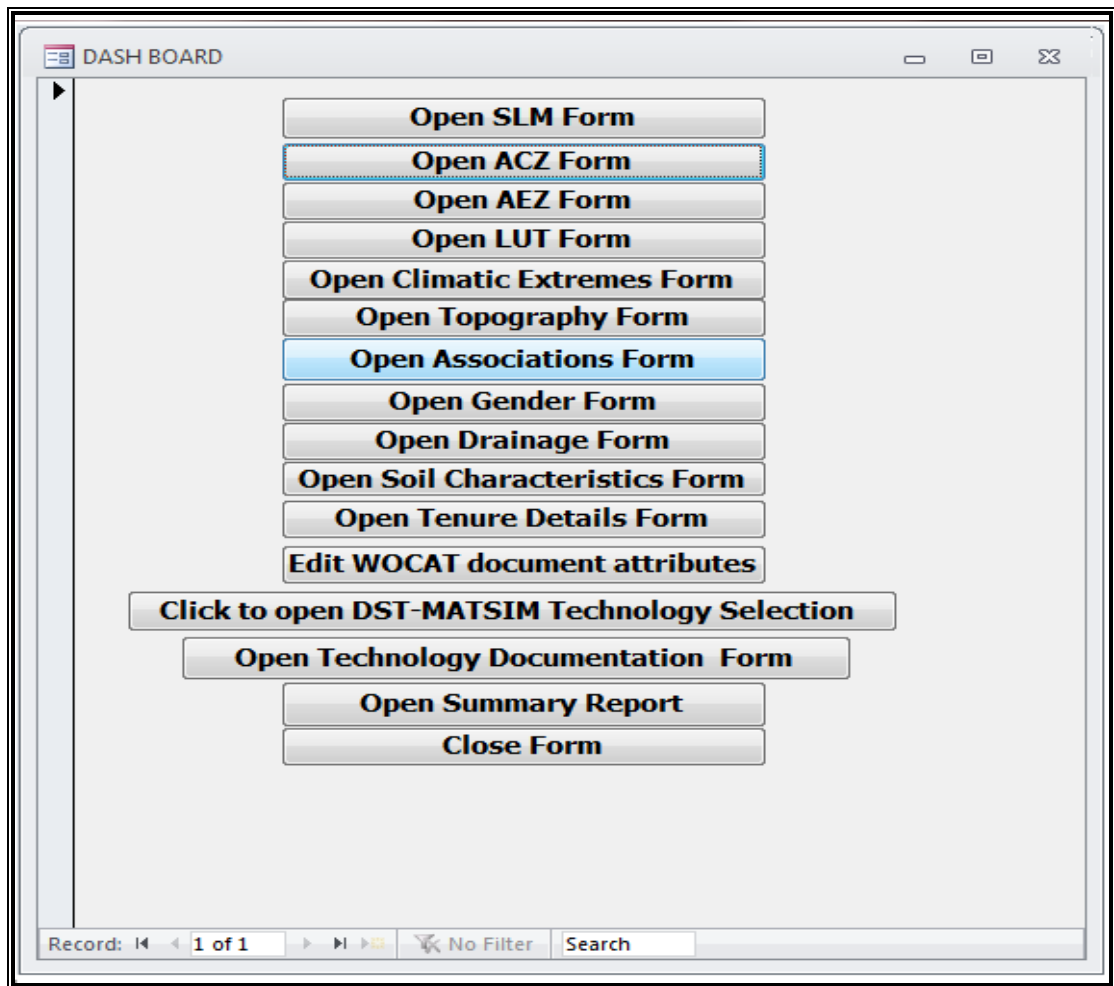 DASH BOARD
Open SLM Form
Open ACZ Form
Open AEZ Form
Open LUT Form
Open Climatic Extremes Form
Open Topography Form
Open Associations Form
Open Gender Form
Open Drainage Form
Open Soil Characteristics Form
Open Tenure Details Form
Edit WOCAT document attributes
Click to open DST-MATSIM Technology Selection
Open Technology Documentation Form
Open Summary Report
Close Form
Record: 1 of 1 No Filter Search